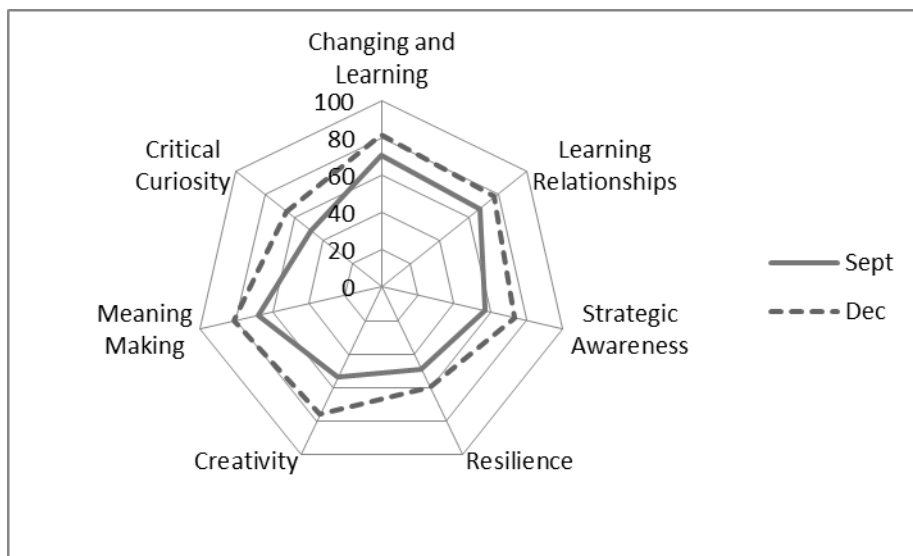 Changing and
Learning
100
80
60
40
20
0
Critical
Curiosity
Learning
Relationships
Sept
Dec
Meaning
Making
Strategic
Awareness
Creativity
Resilience